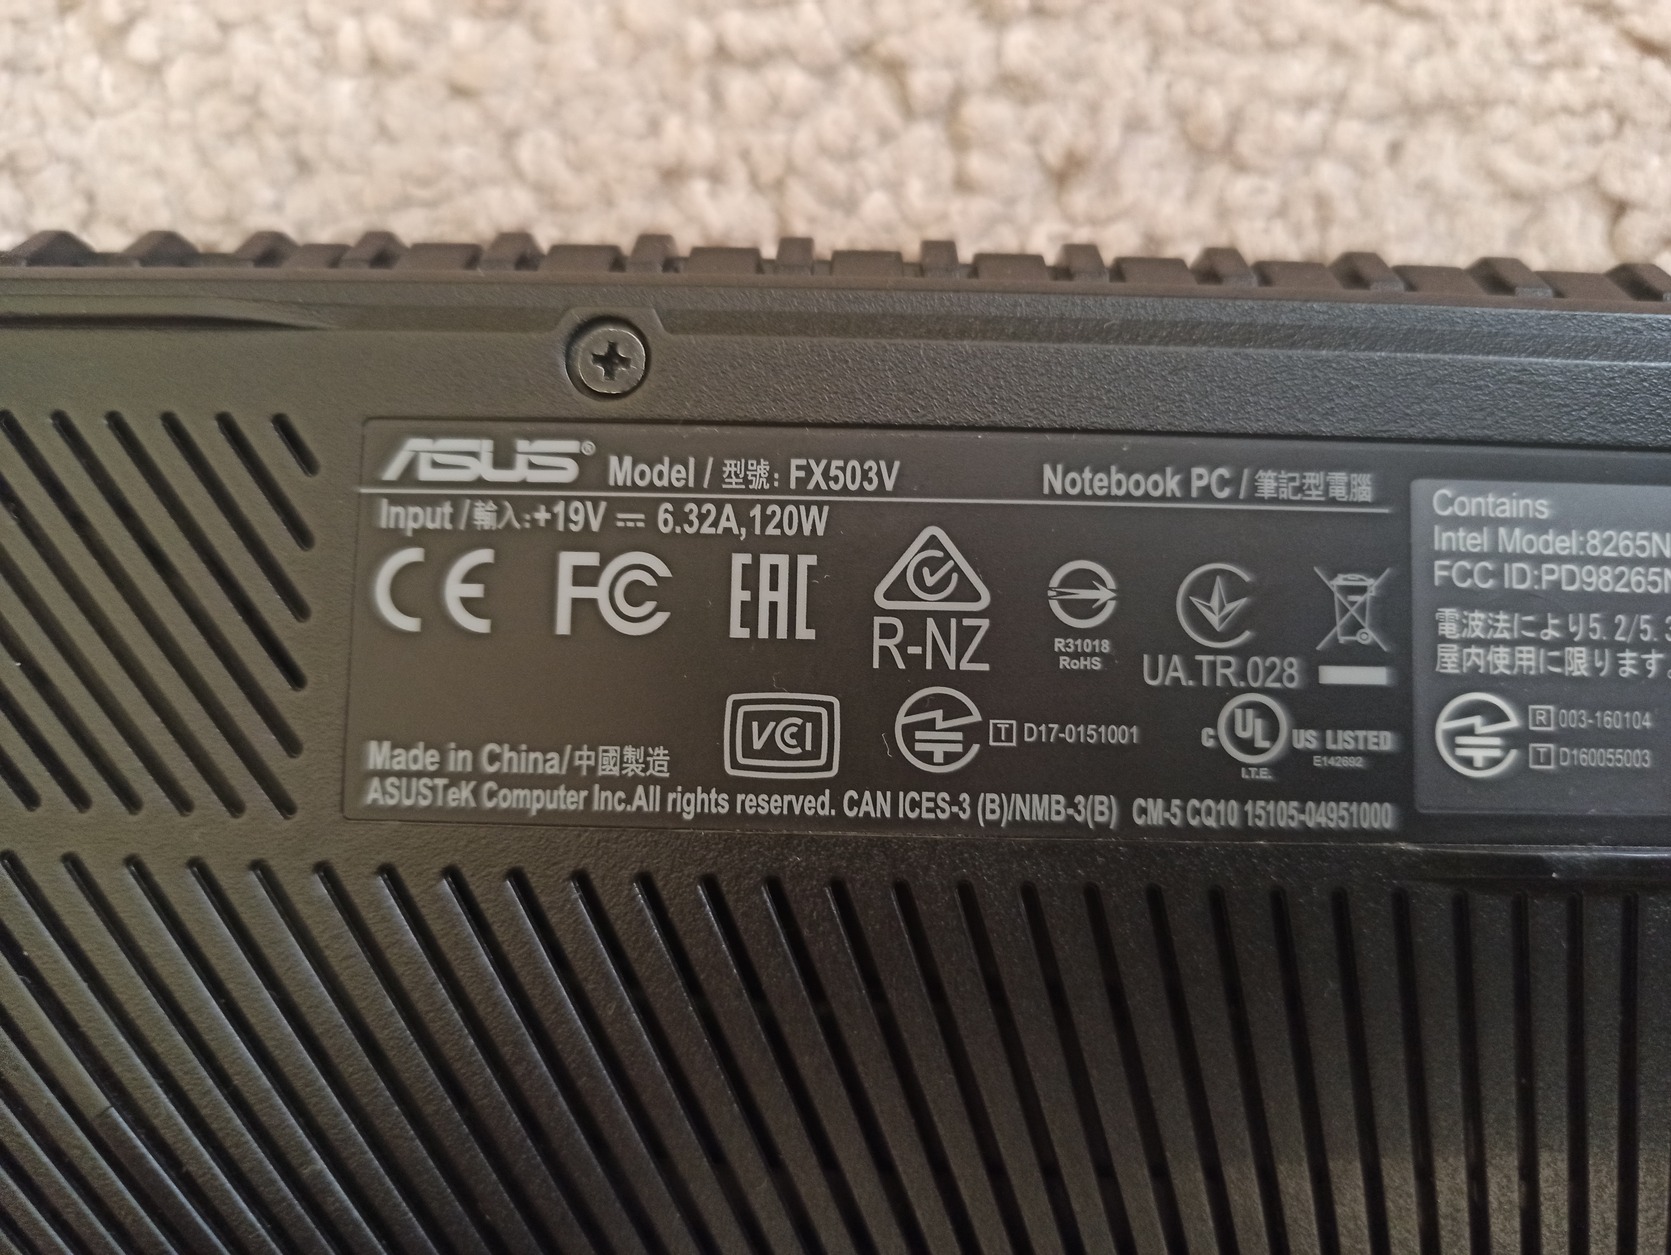 ASUS® Model / 型號: FX503V Notebook PC / 筆記型電腦
Input / 輸入:+19V ⎓ 6.32A,120W
CE FC EAC
R-NZ
R31018
RoHS
UA.TR.028
VCCI
T D17-0151001
C UL US LISTED
I.T.E. E142692
Made in China/中國製造
ASUSTeK Computer Inc.All rights reserved. CAN ICES-3 (B)/NMB-3(B) CM-5 CQ10 15105-04951000
Contains
Intel Model:8265N
FCC ID:PD98265N
電波法により5.2/5.3
屋内使用に限ります。
R 003-160104
T D160055003